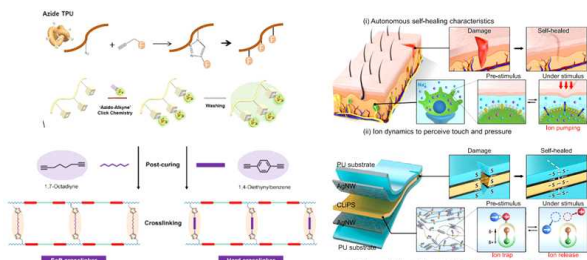 Azide TPU
'Azide-Alkyne'
Click Chemistry
Washing
1,7-Octadiyne
Post-curing
1,4-Diethynylbenzene
Crosslinking
(i) Autonomous self-healing characteristics
Damage
Self-healed
Pre-stimulus
Under stimulus
Ion pumping
(ii) Ion dynamics to perceive touch and pressure
PU substrate
AgNW
CLiPS
AgNW
PU substrate
Damage
Self-healed
Pre-stimulus
Under stimulus
Ion trap
Ion release